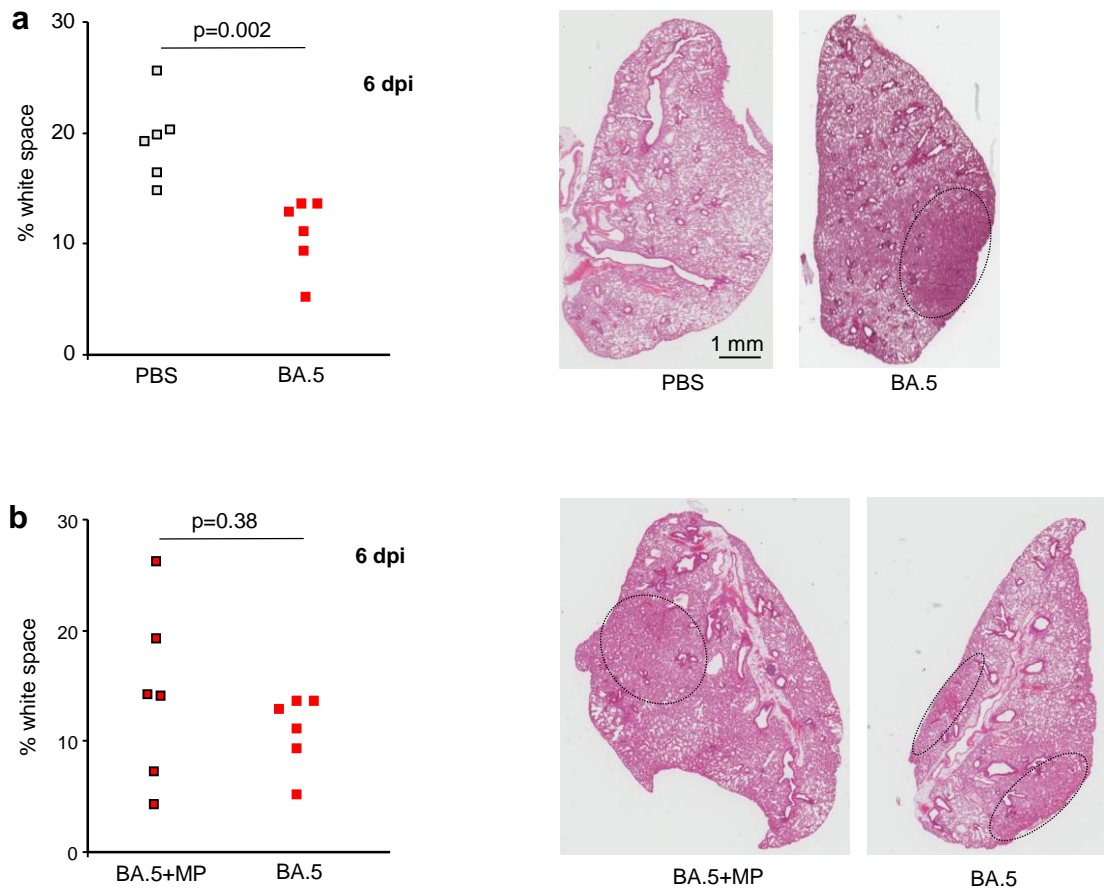 a
30
20
10
0
% white space
p=0.002
6 dpi
PBS
BA.5
1 mm
PBS
BA.5
b
30
20
10
0
% white space
p=0.38
6 dpi
BA.5+MP
BA.5
BA.5+MP
BA.5